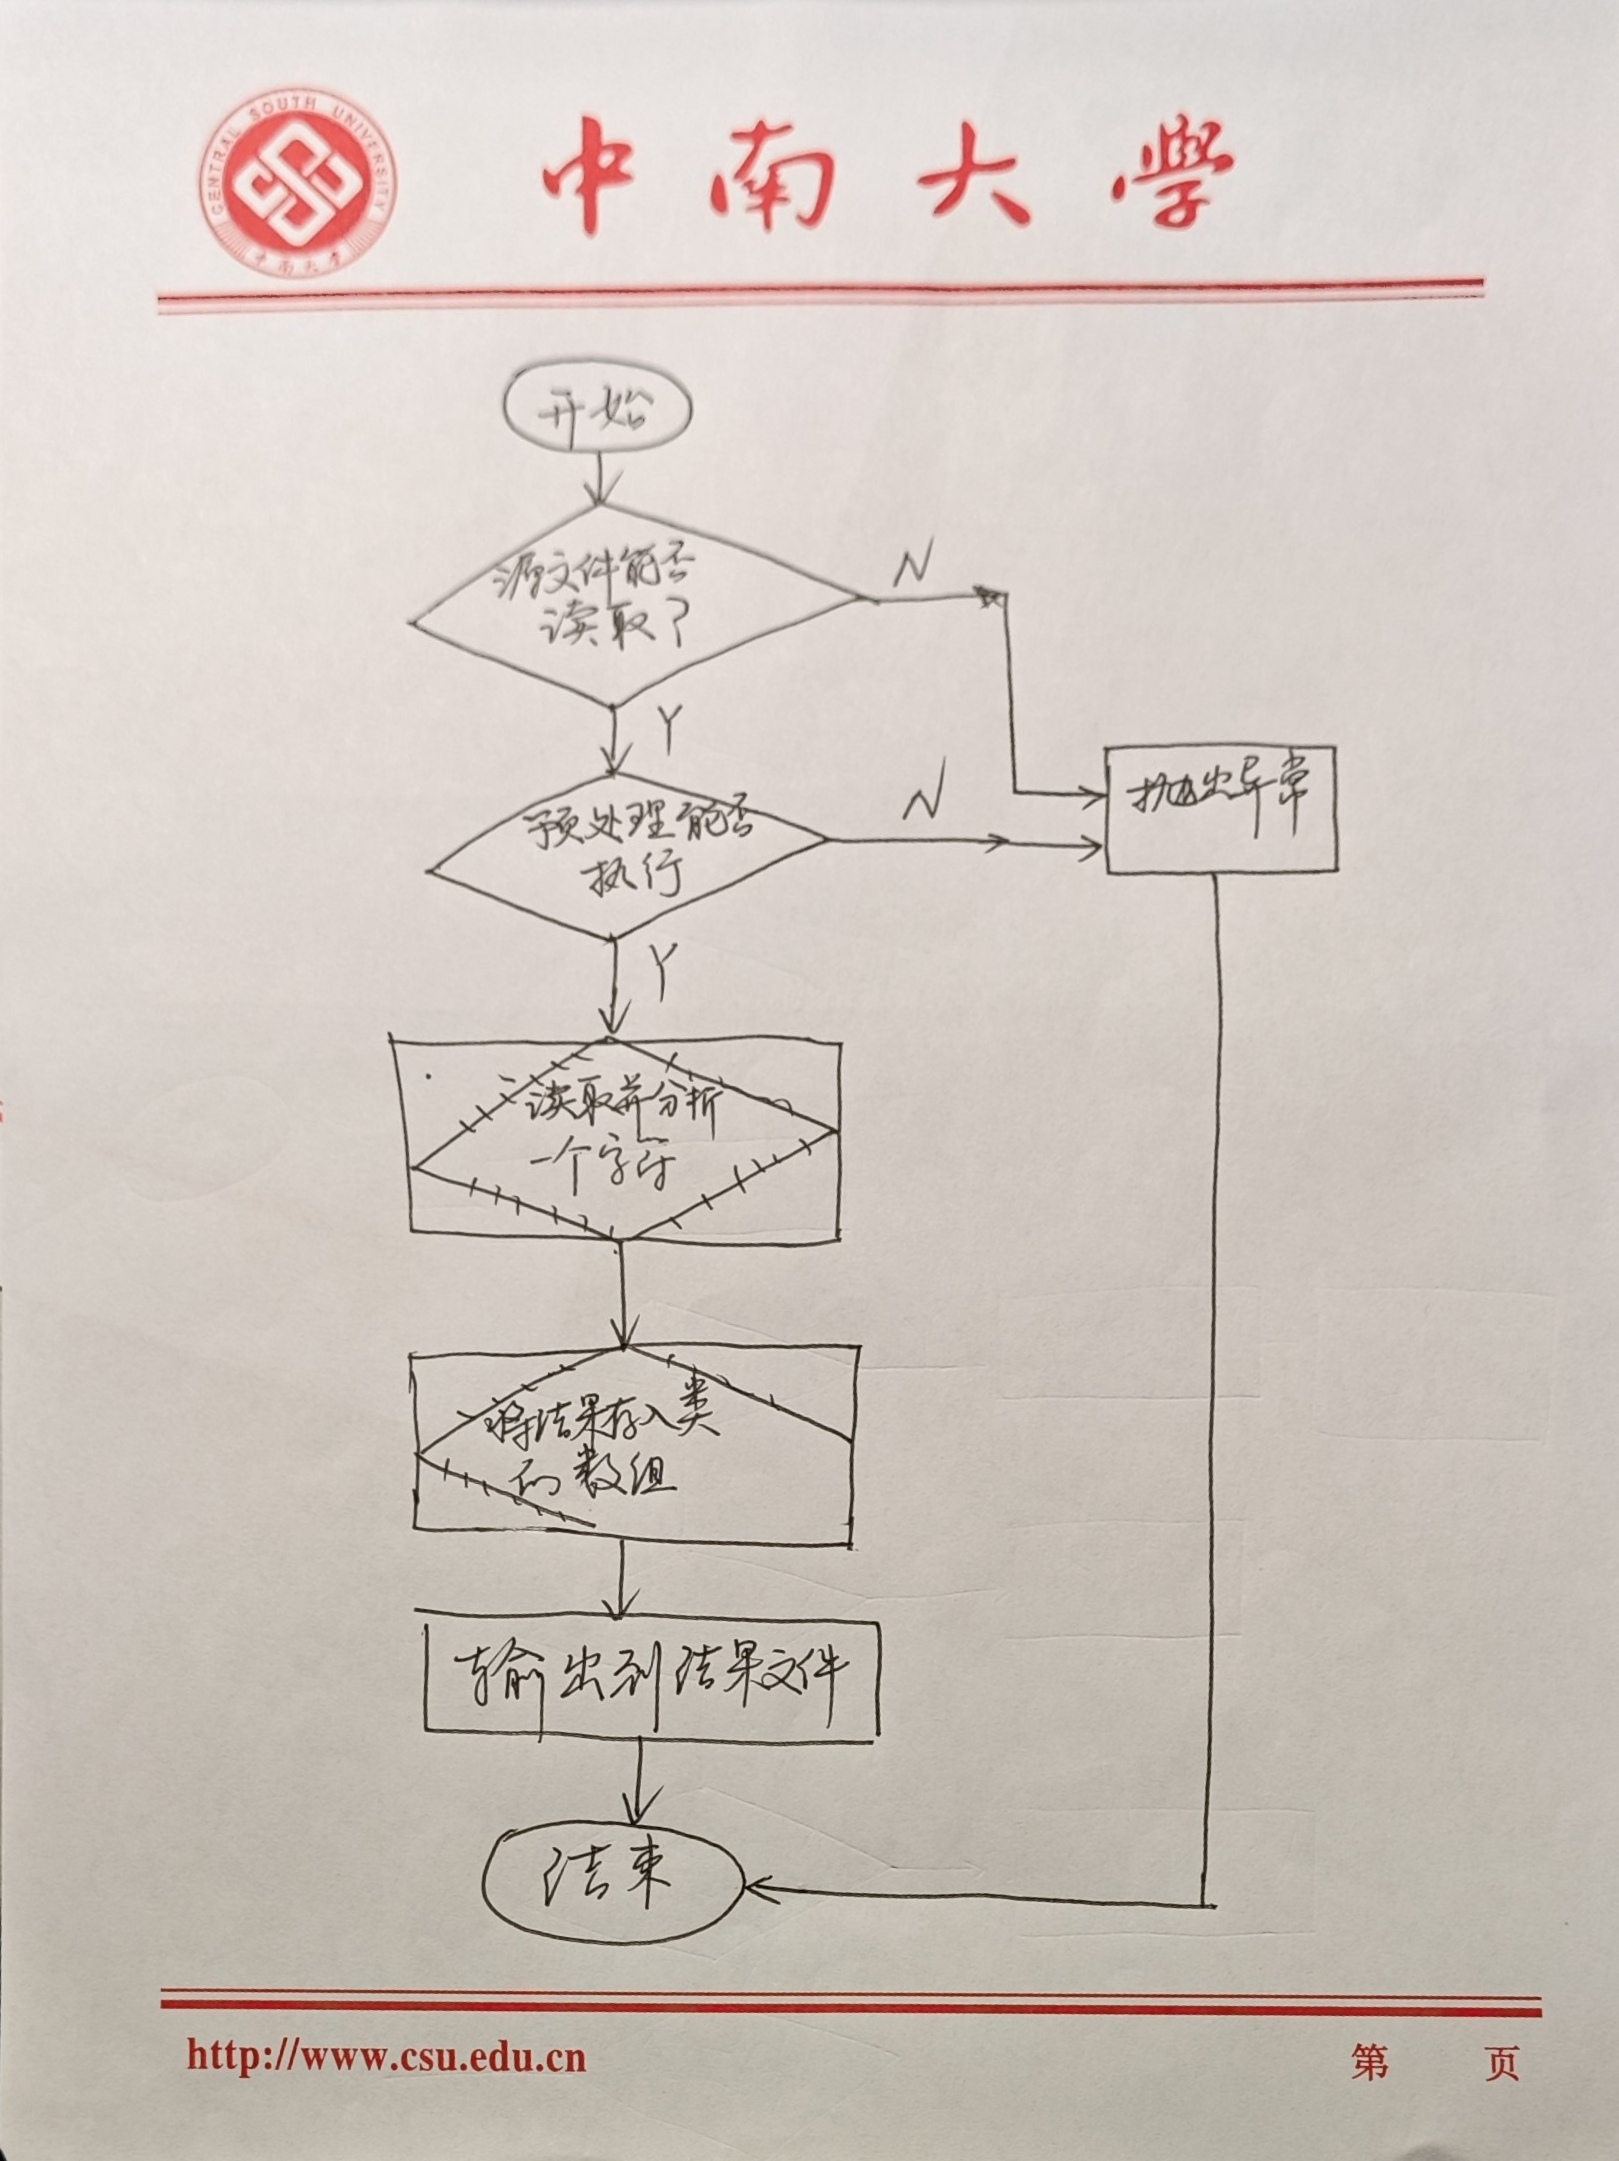 CENTRAL SOUTH UNIVERSITY
中南大學
中南大学
开始
源文件能否
读取?
N
Y
预处理能否
执行
N
抛出异常
Y
读取并分析
一个字符
将结果存入类
的数组
输出到结果文件
结束
http://www.csu.edu.cn
第 页